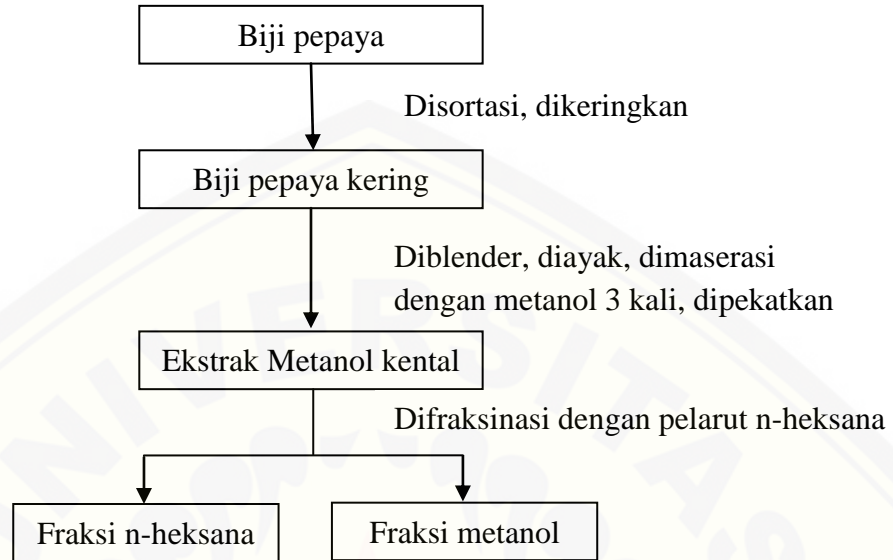 Biji pepaya
Disortasi, dikeringkan
Biji pepaya kering
Diblender, diayak, dimaserasi
dengan metanol 3 kali, dipekatkan
Ekstrak Metanol kental
Difraksinasi dengan pelarut n-heksana
Fraksi n-heksana
Fraksi metanol